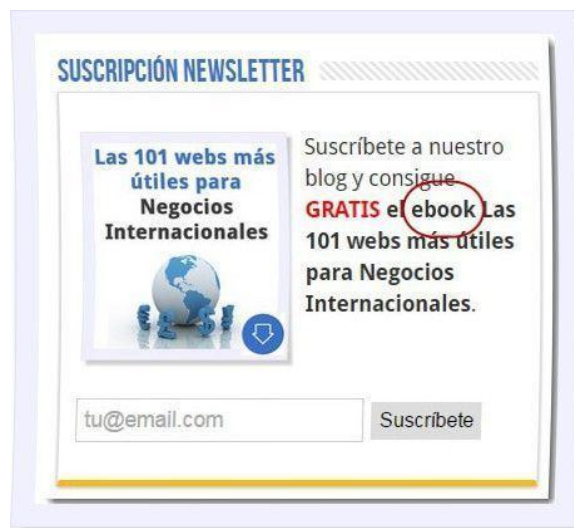 SUSCRIPCIÓN NEWSLETTER
Las 101 webs más
útiles para
Negocios
Internacionales
Suscríbete a nuestro
blog y consigue
GRATIS el ebook Las
101 webs más útiles
para Negocios
Internacionales.
tu@email.com
Suscríbete